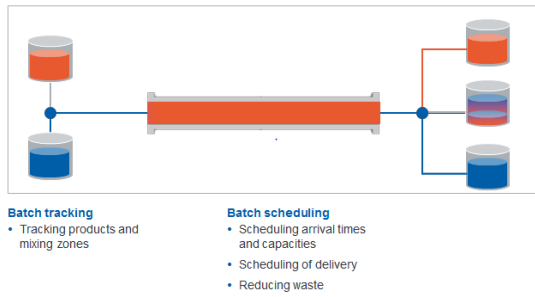 Batch tracking
• Tracking products and
mixing zones
Batch scheduling
• Scheduling arrival times
and capacities
• Scheduling of delivery
• Reducing waste